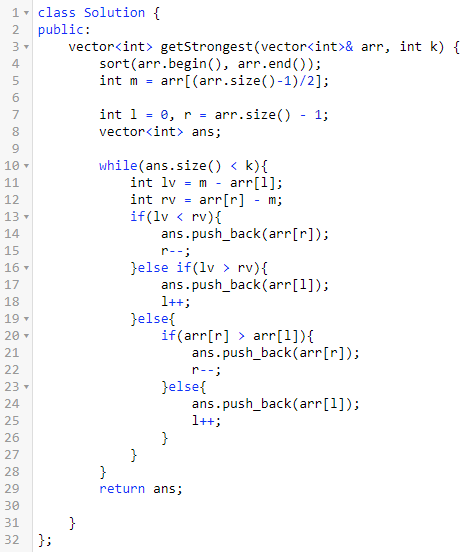 1 class Solution {
2 public:
3     vector<int> getStrongest(vector<int>& arr, int k) {
4         sort(arr.begin(), arr.end());
5         int m = arr[(arr.size()-1)/2];
6
7         int l = 0, r = arr.size() - 1;
8         vector<int> ans;
9
10         while(ans.size() < k){
11             int lv = m - arr[l];
12             int rv = arr[r] - m;
13             if(lv < rv){
14                 ans.push_back(arr[r]);
15                 r--;
16             }else if(lv > rv){
17                 ans.push_back(arr[l]);
18                 l++;
19             }else{
20                 if(arr[r] > arr[l]){
21                     ans.push_back(arr[r]);
22                     r--;
23                 }else{
24                     ans.push_back(arr[l]);
25                     l++;
26                 }
27             }
28         }
29         return ans;
30
31     }
32 };